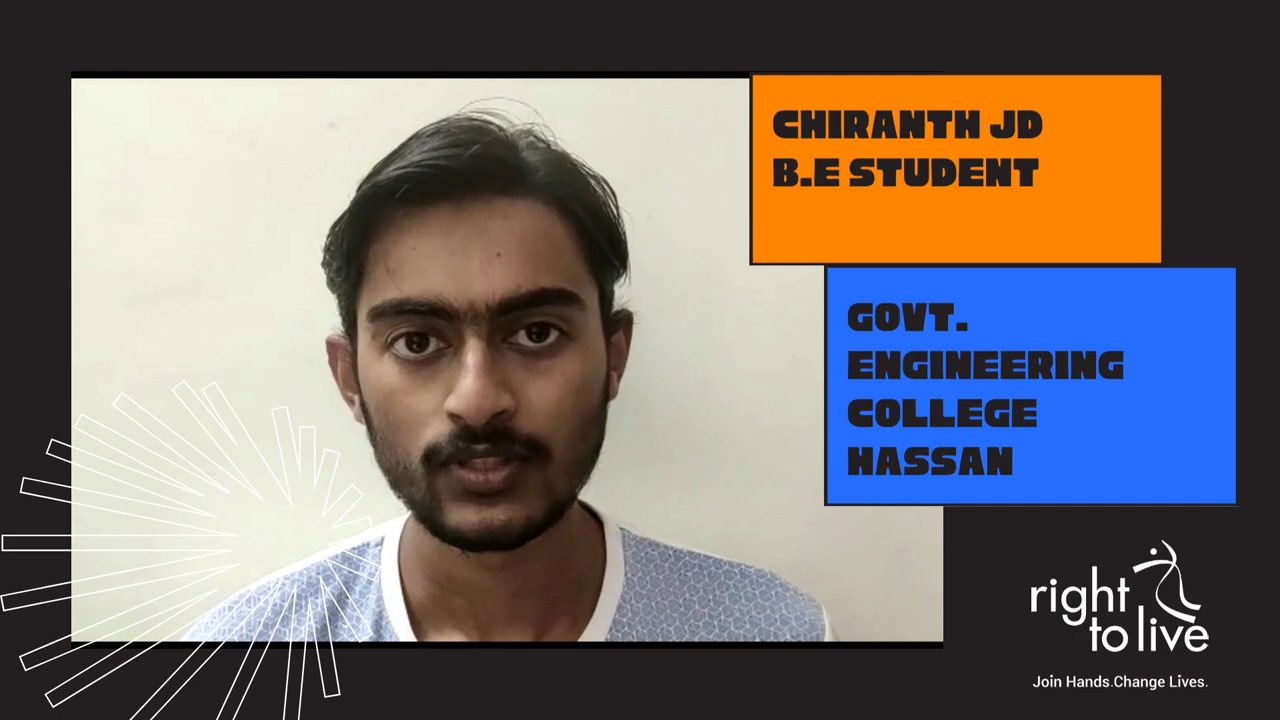 CHIRANTH JD
B.E STUDENT
GOVT.
ENGINEERING
COLLEGE
HASSAN
right
to live
Join Hands.Change Lives.